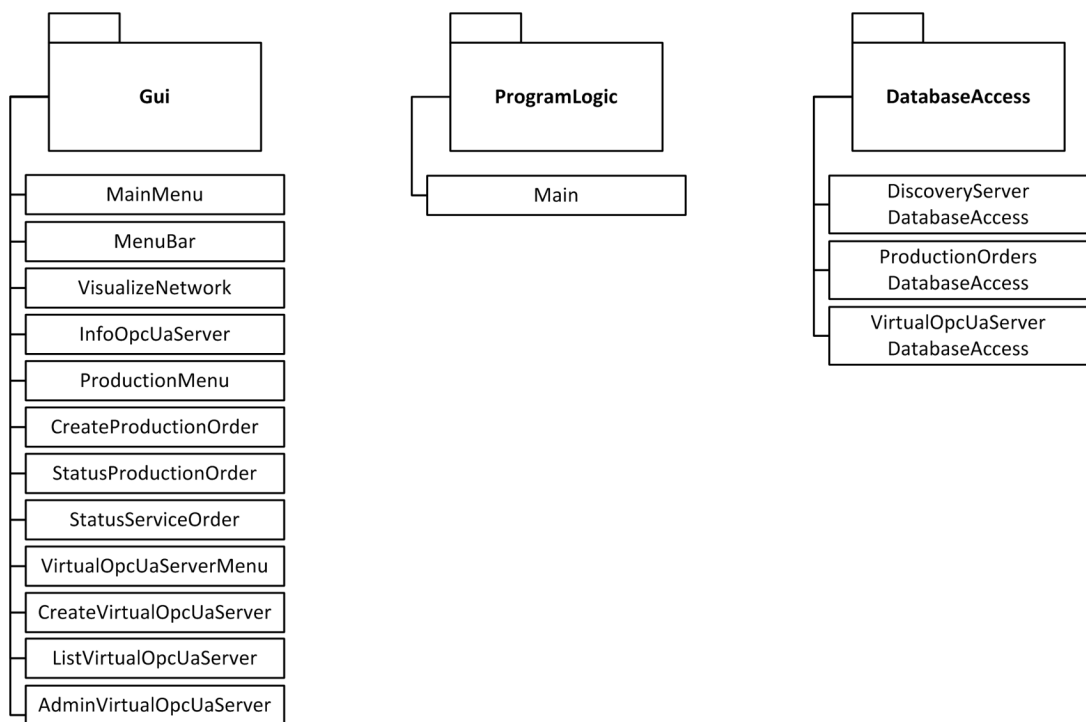 Gui
MainMenu
MenuBar
VisualizeNetwork
InfoOpcUaServer
ProductionMenu
CreateProductionOrder
StatusProductionOrder
StatusServiceOrder
VirtualOpcUaServerMenu
CreateVirtualOpcUaServer
ListVirtualOpcUaServer
AdminVirtualOpcUaServer
ProgramLogic
Main
DatabaseAccess
DiscoveryServer
DatabaseAccess
ProductionOrders
DatabaseAccess
VirtualOpcUaServer
DatabaseAccess